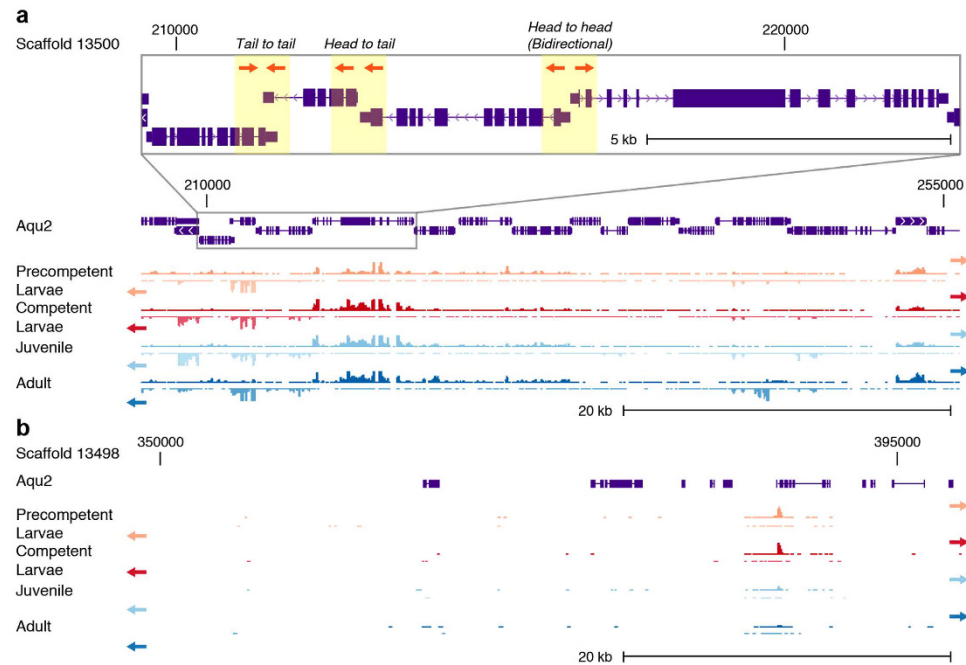 a
210000
220000
Scaffold 13500
Tail to tail
Head to tail
Head to head
(Bidirectional)
5 kb
210000
255000
Aqu2
Precompetent
Larvae
Competent
Larvae
Juvenile
Adult
20 kb
b
350000
395000
Scaffold 13498
Aqu2
Precompetent
Larvae
Competent
Larvae
Juvenile
Adult
20 kb